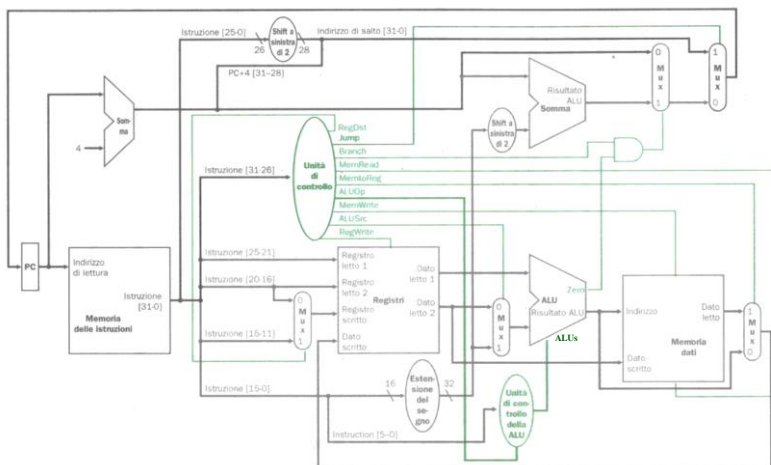 Istruzione [25-0]
26
Shift a
sinistra
di 2
28
Indirizzo di salto [31-0]
PC+4 [31-28]
0
M
u
x
1
1
M
u
x
0
Som-
ma
4
Risultato
ALU
Somma
Shift a
sinistra
di 2
RegDst
Jump
Branch
MemRead
MemtoReg
ALUOp
MemWrite
ALUSrc
RegWrite
Unità
di
controllo
Istruzione [31-26]
PC
Indirizzo
di lettura
Istruzione
[31-0]
Memoria
delle istruzioni
Istruzione [25-21]
Istruzione [20-16]
Istruzione [15-11]
0
M
u
x
1
Registro
letto 1
Registro
letto 2
Registro
scritto
Dato
scritto
Registri
Dato
letto 1
Dato
letto 2
0
M
u
x
1
Zero
ALU
Risultato ALU
ALUs
Indirizzo
Dato
letto
Memoria
dati
Dato
scritto
1
M
u
x
0
Istruzione [15-0]
16
Estensione
del
segno
32
Unità
di con-
trollo
della
ALU
Instruction [5-0]